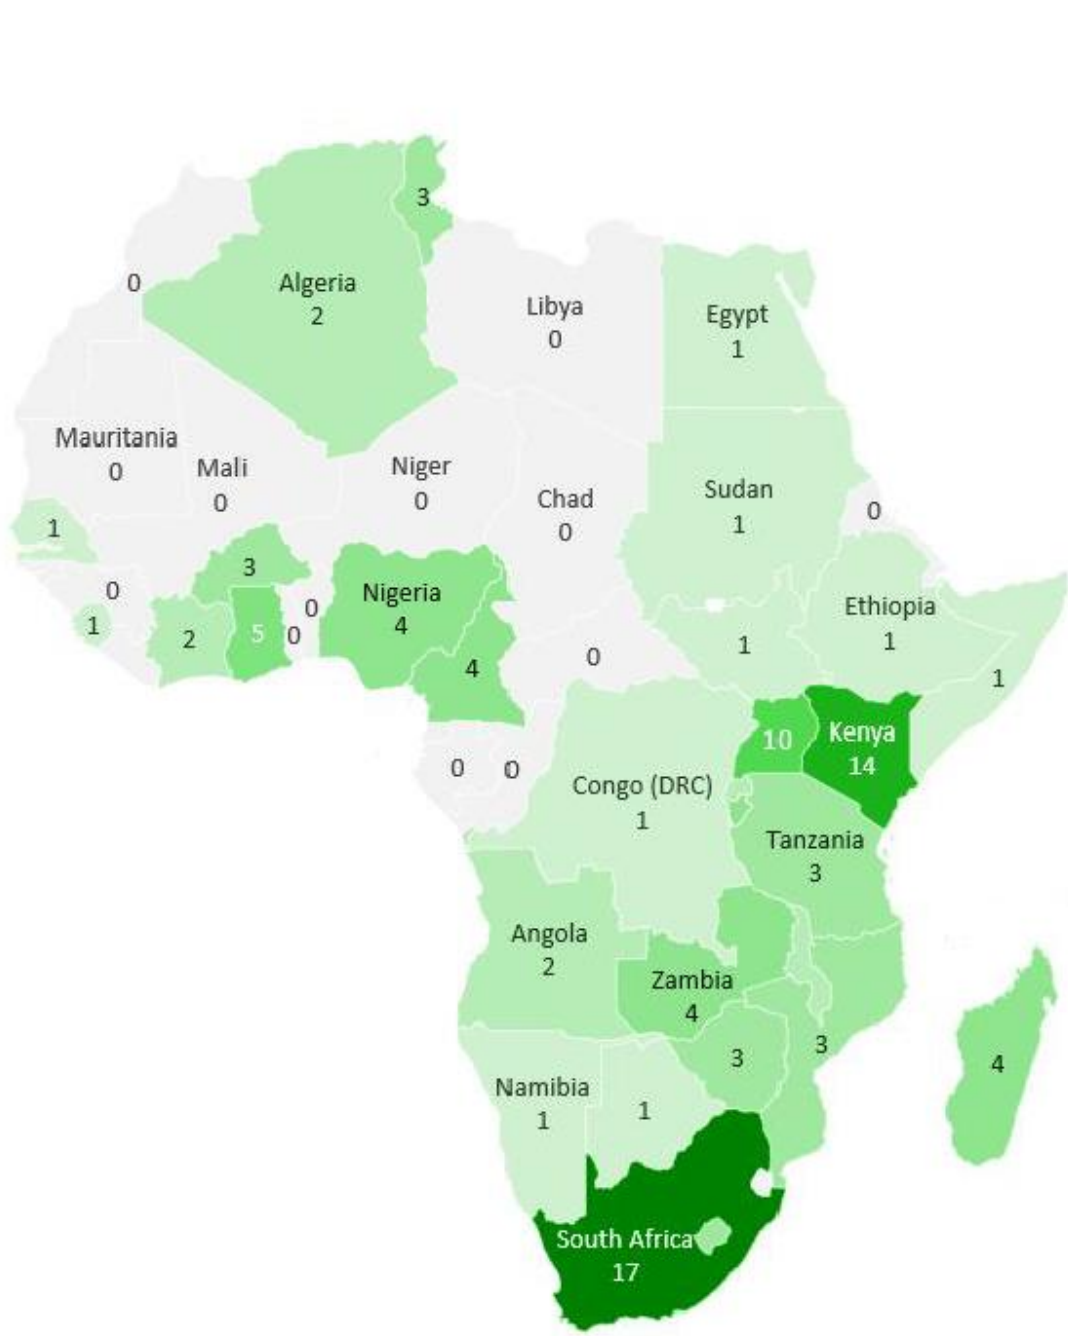 3
Algeria
2
0
Libya
0
Egypt
1
Mauritania
0
Mali
0
Niger
0
Chad
0
Sudan
1
0
1
3
0
Nigeria
4
0
Ethiopia
1
1
2
5
0
1
0
4
1
10
Kenya
14
0
0
Congo (DRC)
1
Tanzania
3
Angola
2
Zambia
4
3
3
4
Namibia
1
1
South Africa
17